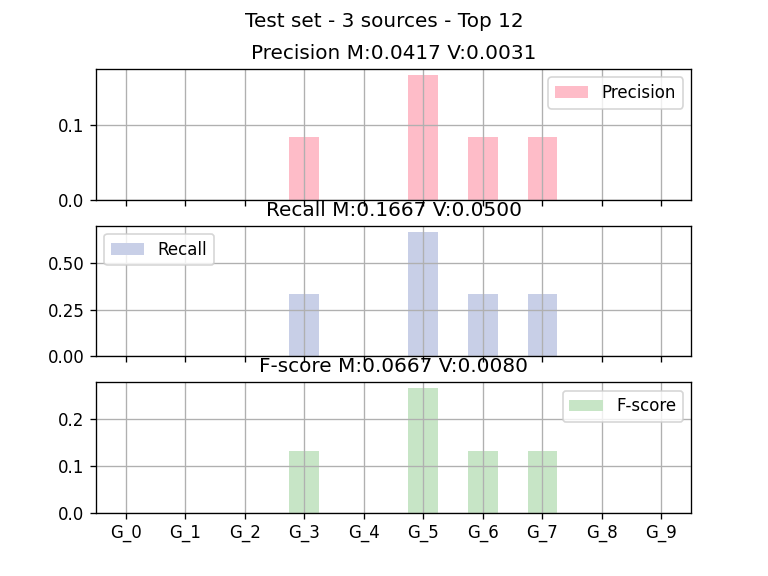 Test set - 3 sources - Top 12
Precision M:0.0417 V:0.0031
Precision
0.1
0.0
Recall M:0.1667 V:0.0500
Recall
0.50
0.25
0.00
F-score M:0.0667 V:0.0080
F-score
0.2
0.1
0.0
G_0 G_1 G_2 G_3 G_4 G_5 G_6 G_7 G_8 G_9